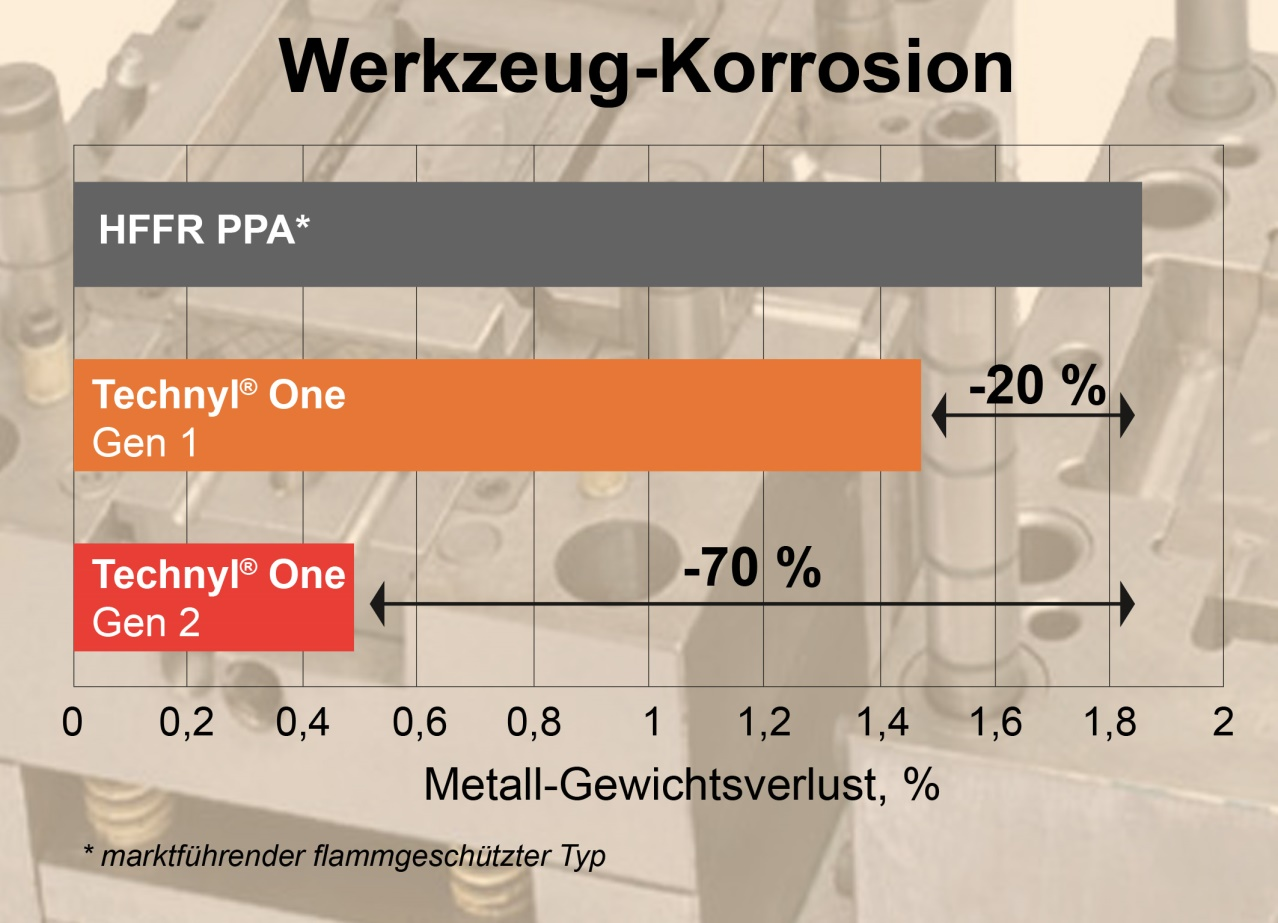 Werkzeug-Korrosion
HFFR PPA*
Technyl® One
Gen 1
-20 %
Technyl® One
Gen 2
-70 %
0 0,2 0,4 0,6 0,8 1 1,2 1,4 1,6 1,8 2
Metall-Gewichtsverlust, %
* marktführender flammgeschützter Typ